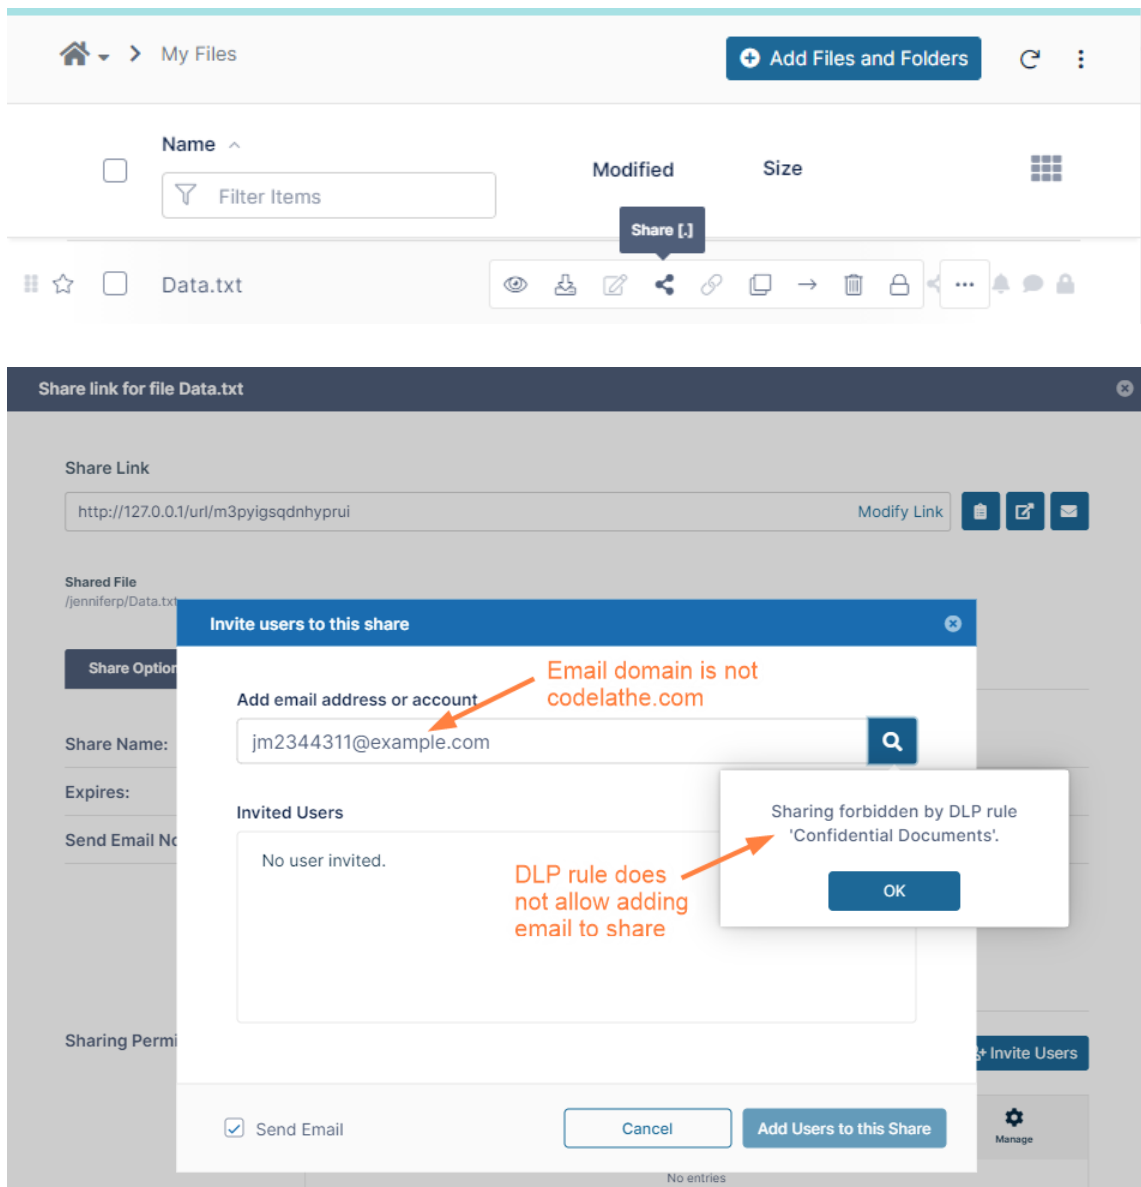 My Files
Add Files and Folders
Name
Modified
Size
Filter Items
Share [.]
Data.txt
Share link for file Data.txt
Share Link
http://127.0.0.1/url/m3pyigsqdnhyprui
Modify Link
Shared File
/jenniferp/Data.txt
Invite users to this share
Share Option
Email domain is not
codelathe.com
Add email address or account
Share Name:
jm2344311@example.com
Expires:
Invited Users
Sharing forbidden by DLP rule
'Confidential Documents'.
Send Email No
No user invited.
DLP rule does
not allow adding
email to share
OK
Sharing Permi
Invite Users
Send Email
Cancel
Add Users to this Share
Manage
No entries